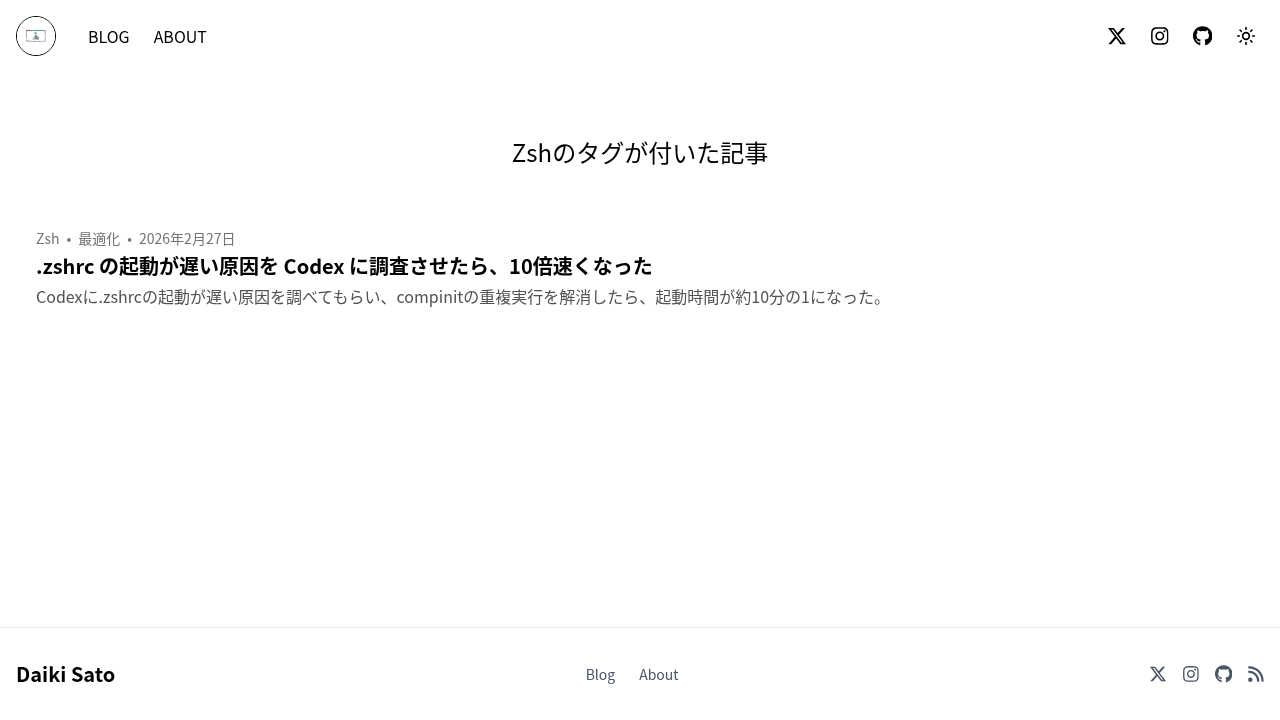 BLOG ABOUT
Zshのタグが付いた記事
Zsh • 最適化 • 2026年2月27日
.zshrc の起動が遅い原因を Codex に調査させたら、10倍速くなった
Codexに.zshrcの起動が遅い原因を調べてもらい、compinitの重複実行を解消したら、起動時間が約10分の1になった。
Daiki Sato
Blog About